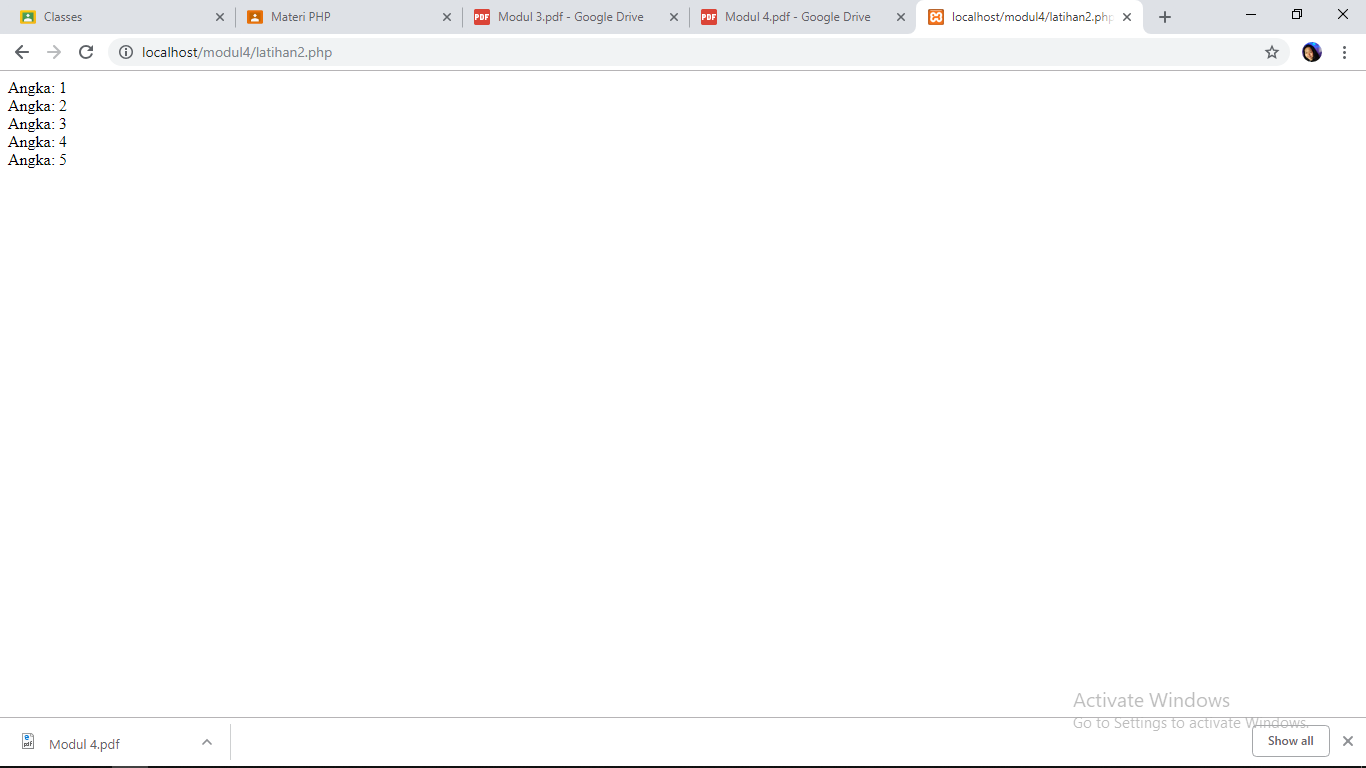 Classes
Materi PHP
Modul 3.pdf - Google Drive
Modul 4.pdf - Google Drive
localhost/modul4/latihan2.php
localhost/modul4/latihan2.php
Angka: 1
Angka: 2
Angka: 3
Angka: 4
Angka: 5
Activate Windows
Go to Settings to activate Windows.
Modul 4.pdf
Show all